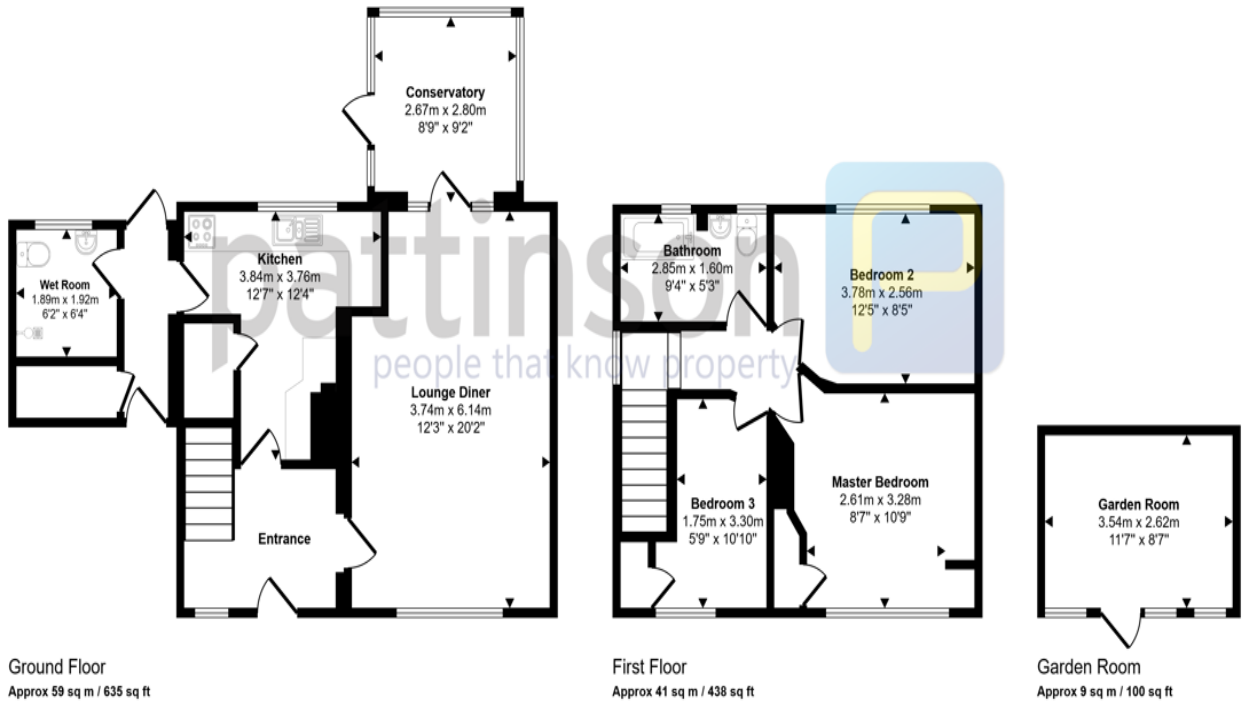 Conservatory
2.67m x 2.80m
8'9" x 9'2"
Kitchen
3.84m x 3.76m
12'7" x 12'4"
Wet Room
1.89m x 1.92m
6'2" x 6'4"
Lounge Diner
3.74m x 6.14m
12'3" x 20'2"
Entrance
Bathroom
2.85m x 1.60m
9'4" x 5'3"
Bedroom 2
3.78m x 2.56m
12'5" x 8'5"
Bedroom 3
1.75m x 3.30m
5'9" x 10'10"
Master Bedroom
2.61m x 3.28m
8'7" x 10'9"
Garden Room
3.54m x 2.62m
11'7" x 8'7"
pattinson
people that know property
Ground Floor
Approx 59 sq m / 635 sq ft
First Floor
Approx 41 sq m / 438 sq ft
Garden Room
Approx 9 sq m / 100 sq ft